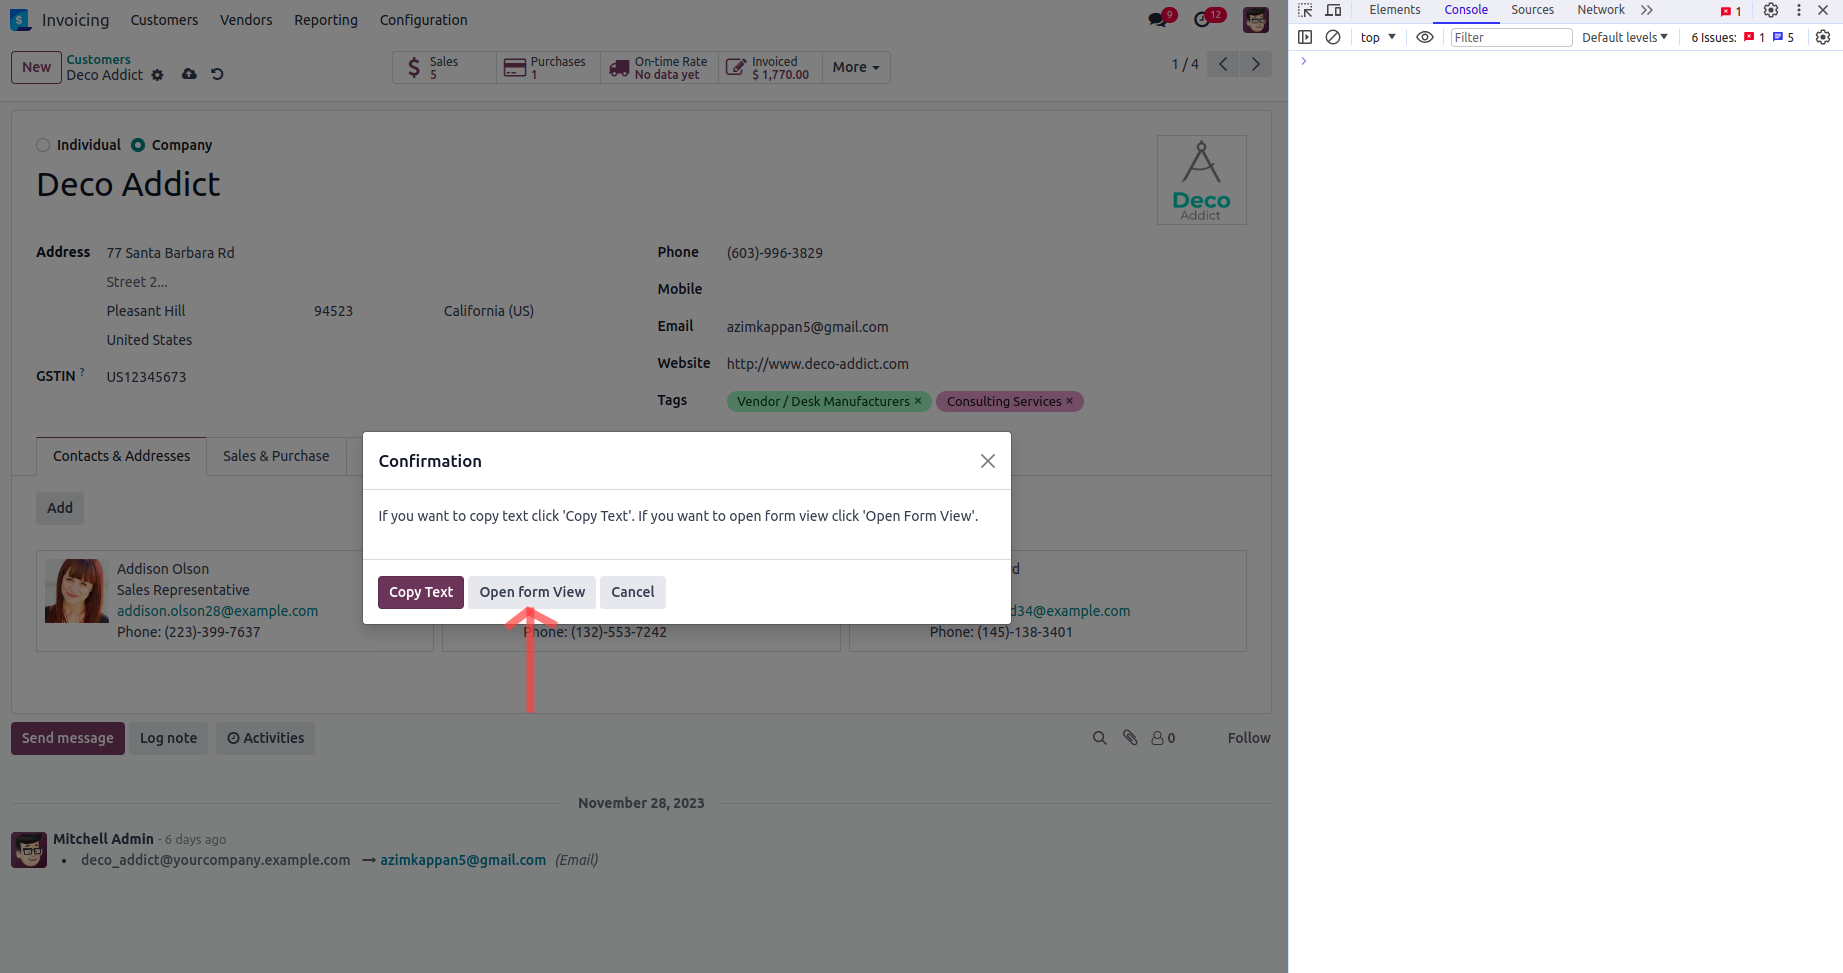 Invoicing Customers Vendors Reporting Configuration 9 12
New Customers
Deco Addict
Sales 5
Purchases 1
On-time Rate No data yet
Invoiced $ 1,770.00
More
1 / 4
Individual Company
Deco Addict
Deco
Addict
Address 77 Santa Barbara Rd
Street 2...
Pleasant Hill 94523 California (US)
United States
GSTIN ? US12345673
Phone (603)-996-3829
Mobile
Email azimkappan5@gmail.com
Website http://www.deco-addict.com
Tags Vendor / Desk Manufacturers × Consulting Services ×
Contacts & Addresses Sales & Purchase
Add
Confirmation
If you want to copy text click 'Copy Text'. If you want to open form view click 'Open Form View'.
Copy Text Open form View Cancel
Addison Olson
Sales Representative
addison.olson28@example.com
Phone: (223)-399-7637
Phone: (132)-553-7242
rd
d34@example.com
Phone: (145)-138-3401
Send message Log note Activities 0 Follow
November 28, 2023
Mitchell Admin - 6 days ago
• deco_addict@yourcompany.example.com → azimkappan5@gmail.com (Email)
Elements Console Sources Network 1
top Filter Default levels 6 Issues: 1 5